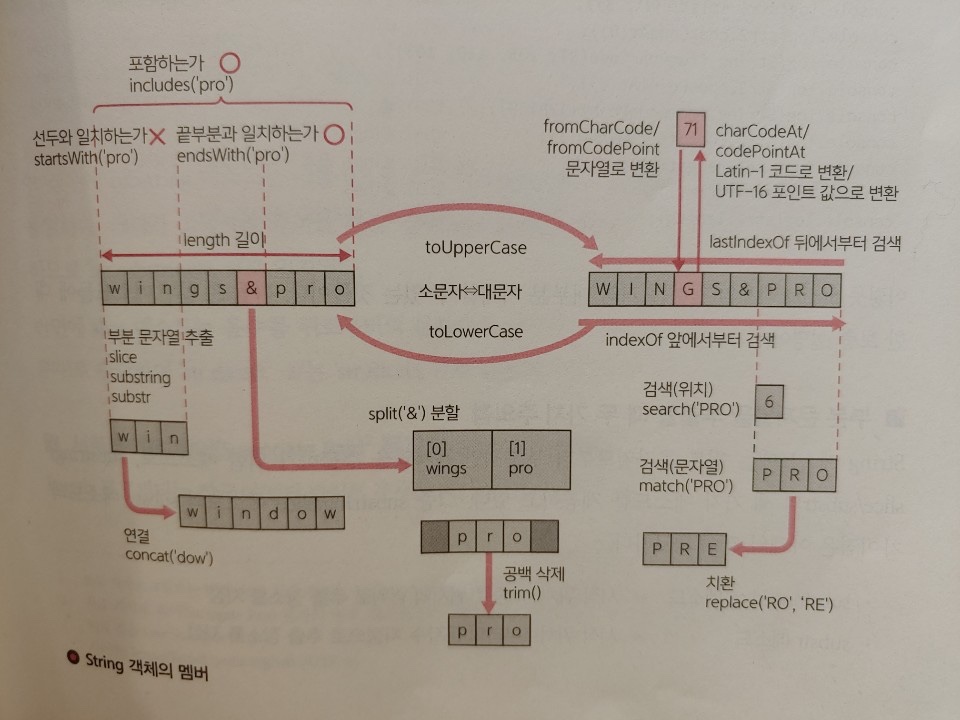 포함하는가 ○
includes('pro')
선두와 일치하는가 ×
startsWith('pro')
끝부분과 일치하는가 ○
endsWith('pro')
length 길이
w i n g s & p r o
fromCharCode/
fromCodePoint
문자열로 변환
71
charCodeAt/
codePointAt
Latin-1 코드로 변환/
UTF-16 포인트 값으로 변환
toUpperCase
소문자⇔대문자
toLowerCase
lastIndexOf 뒤에서부터 검색
W I N G S & P R O
indexOf 앞에서부터 검색
부분 문자열 추출
slice
substring
substr
w i n
연결
concat('dow')
w i n d o w
split('&') 분할
[0]
wings
[1]
pro
p r o
공백 삭제
trim()
p r o
검색(위치)
search('PRO')
6
검색(문자열)
match('PRO')
P R O
P R E
치환
replace('RO', 'RE')
String 객체의 멤버